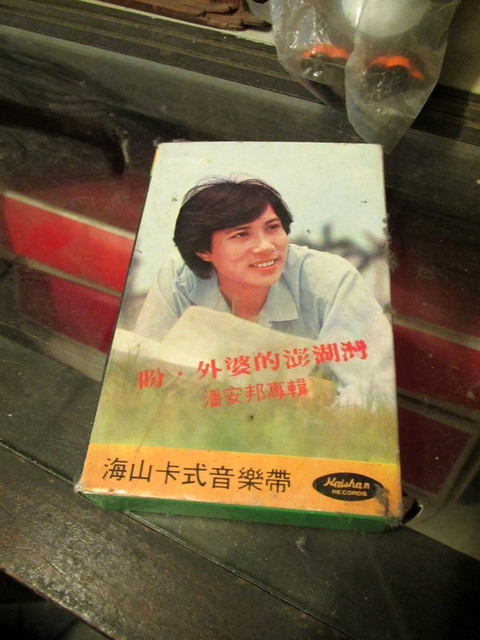 盼·外婆的澎湖灣
潘安邦專輯
海山卡式音樂帶
Haishan
RECORDS